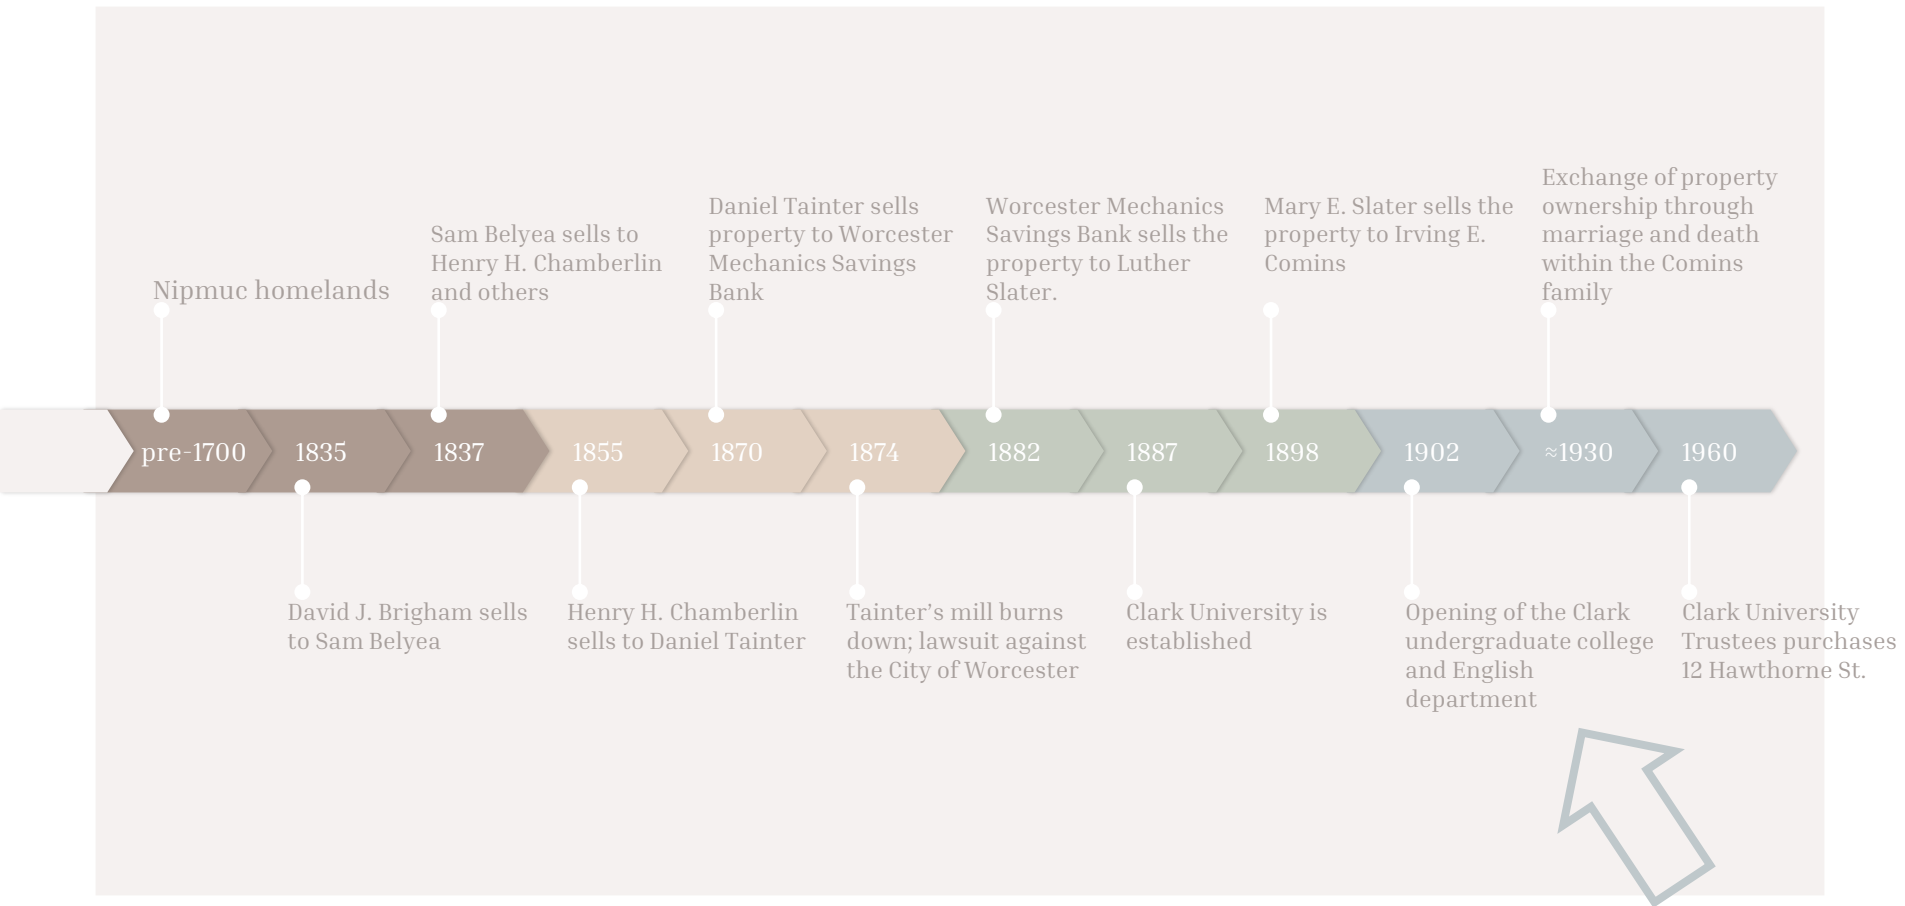 Nipmuc homelands
Sam Belyea sells to
Henry H. Chamberlin
and others
Daniel Tainter sells
property to Worcester
Mechanics Savings
Bank
Worcester Mechanics
Savings Bank sells the
property to Luther
Slater.
Mary E. Slater sells the
property to Irving E.
Comins
Exchange of property
ownership through
marriage and death
within the Comins
family
pre-1700
1835
1837
1855
1870
1874
1882
1887
1898
1902
≈1930
1960
David J. Brigham sells
to Sam Belyea
Henry H. Chamberlin
sells to Daniel Tainter
Tainter’s mill burns
down; lawsuit against
the City of Worcester
Clark University is
established
Opening of the Clark
undergraduate college
and English
department
Clark University
Trustees purchases
12 Hawthorne St.